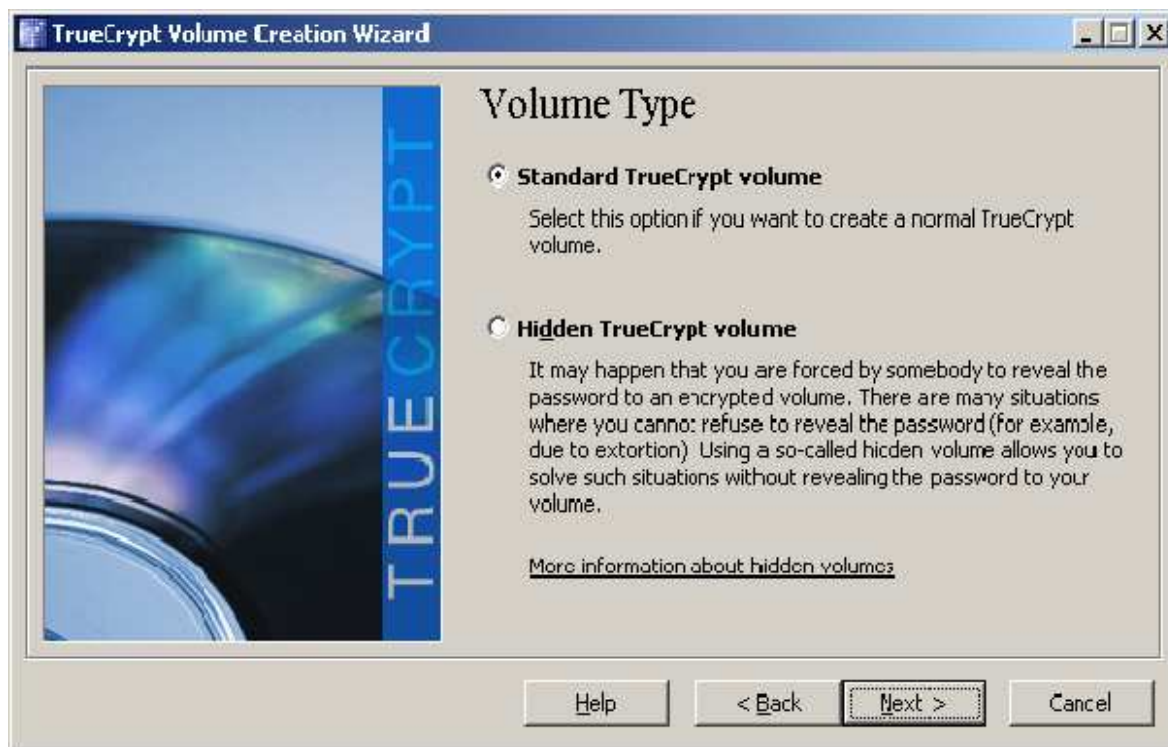 TrueCrypt Volume Creation Wizard
TRUECRYPT
Volume Type
Standard TrueCrypt volume
Select this option if you want to create a normal TrueCrypt
volume.
Hidden TrueCrypt volume
It may happen that you are forced by somebody to reveal the
password to an encrypted volume. There are many situations
where you cannot refuse to reveal the password (for example,
due to extortion). Using a so-called hidden volume allows you to
solve such situations without revealing the password to your
volume.
More information about hidden volumes
Help
< Back
Next >
Cancel